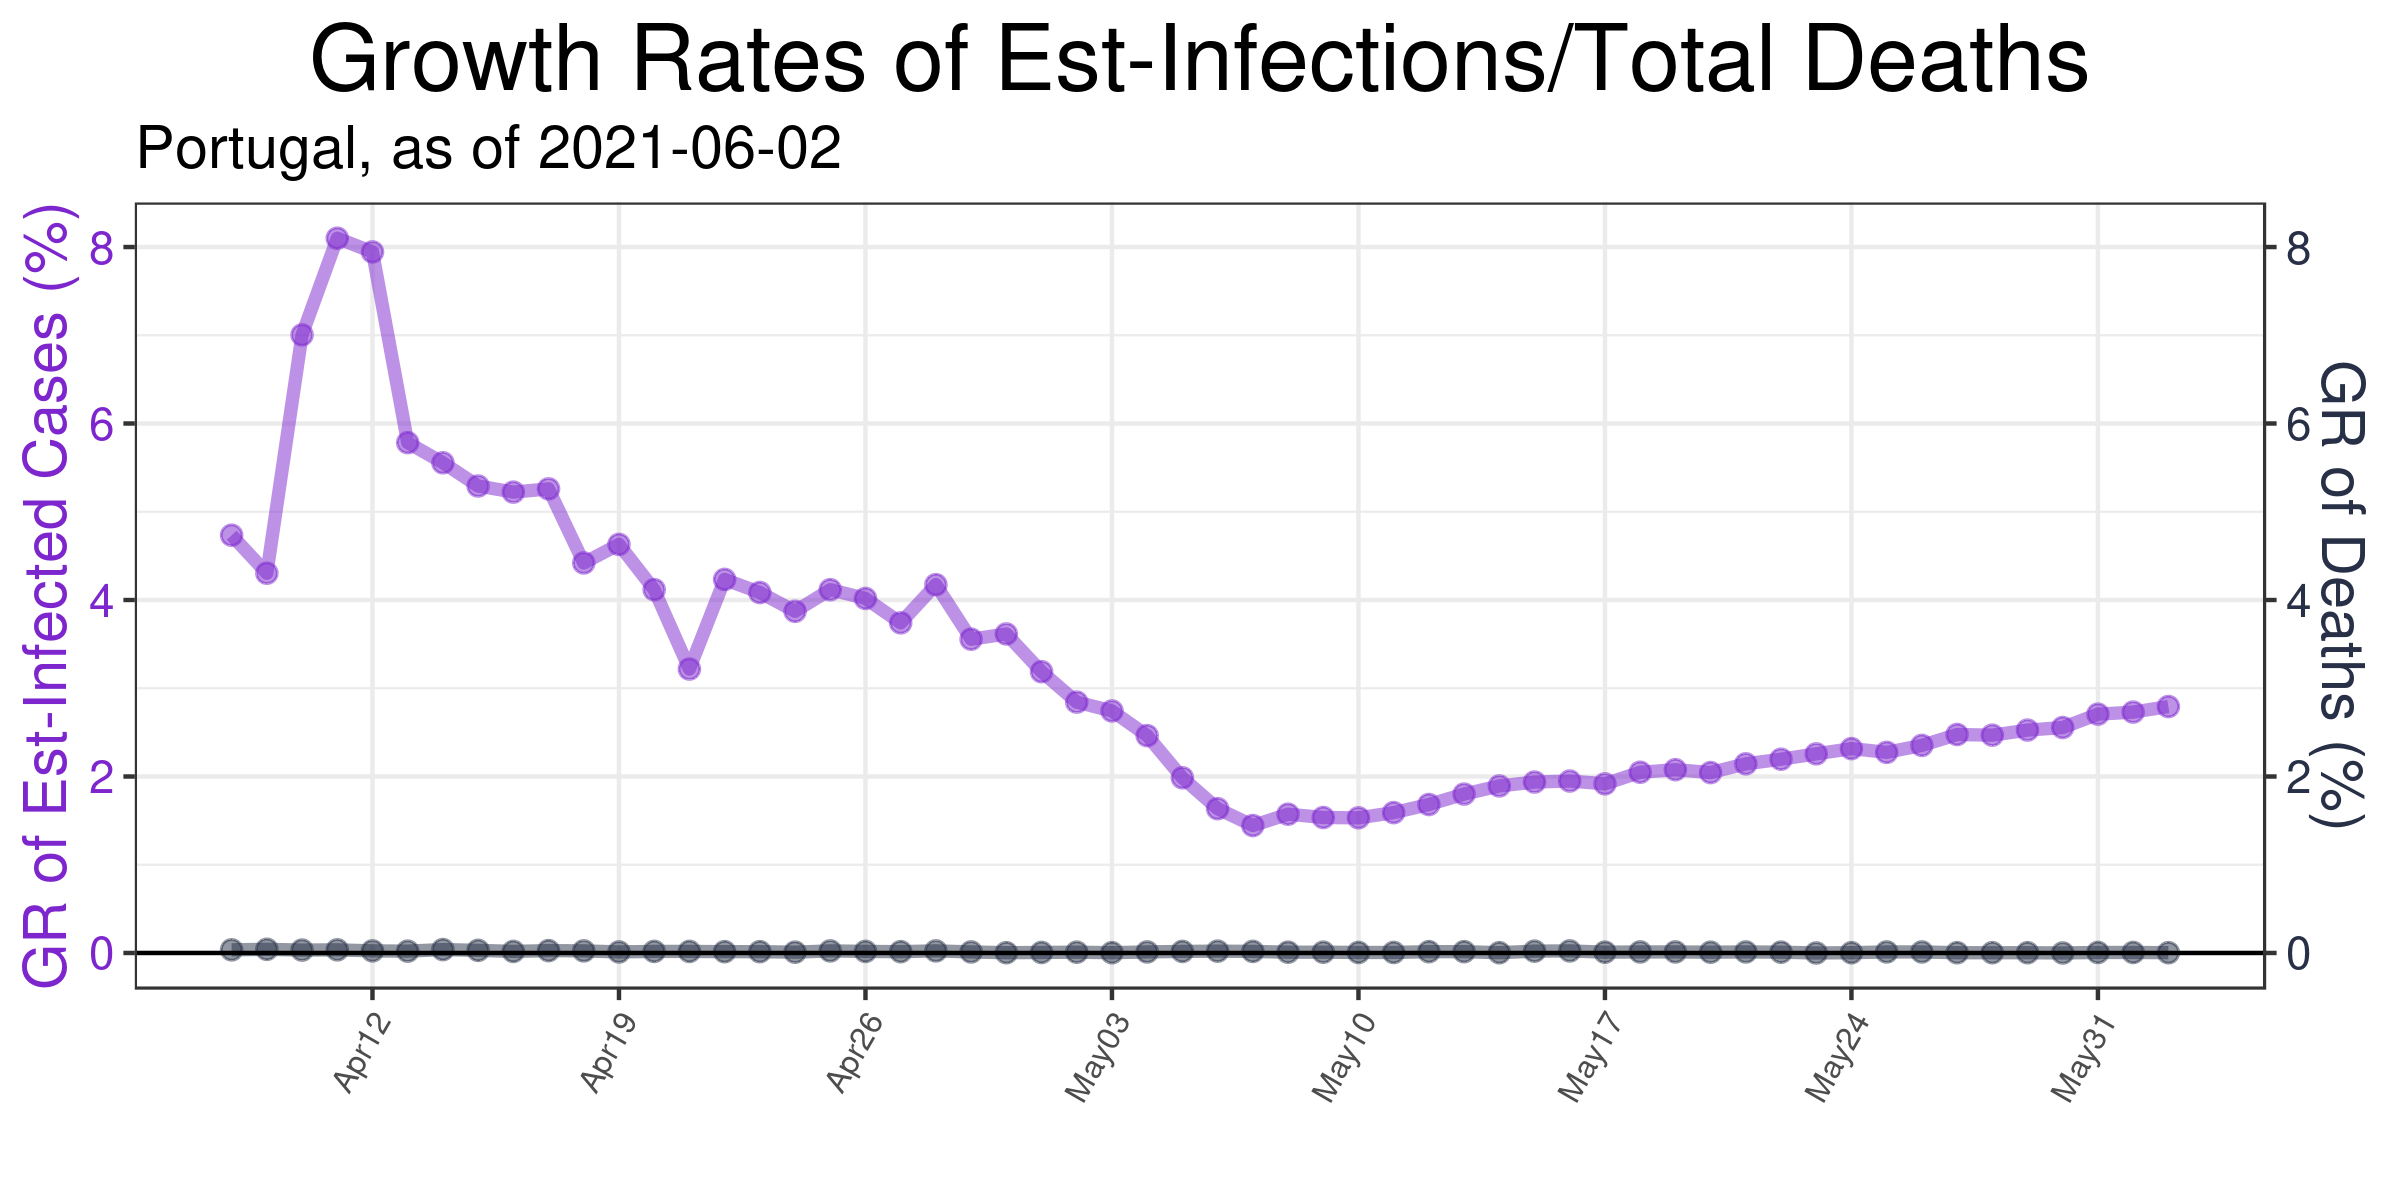 Growth Rates of Est-Infections/Total Deaths
Portugal, as of 2021-06-02
GR of Est-Infected Cases (%)
8
6
4
2
0
8
6
4
2
0
GR of Deaths (%)
Apr12
Apr19
Apr26
May03
May10
May17
May24
May31